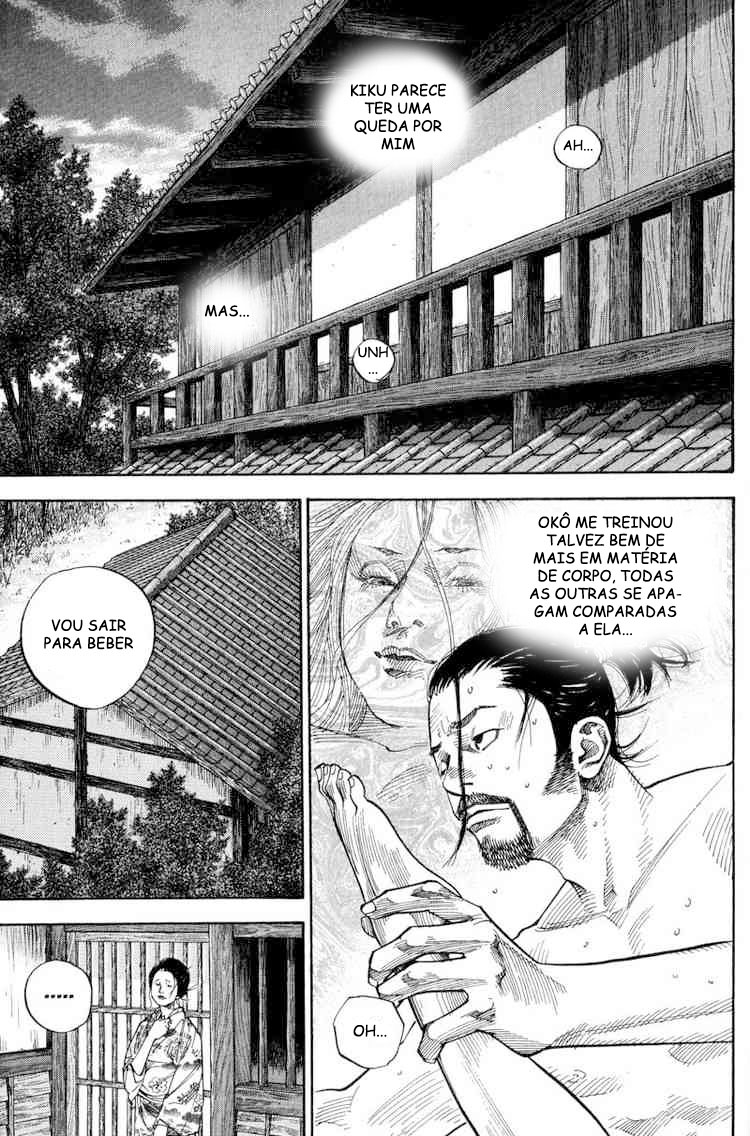 KIKU PARECE
TER UMA
QUEDA POR
MIM
AH...
MAS...
UNH
...
OKÔ ME TREINOU
TALVEZ BEM DE
MAIS EM MATÉRIA
DE CORPO, TODAS
AS OUTRAS SE APA-
GAM COMPARADAS
A ELA...
OH...
VOU SAIR
PARA BEBER
.....